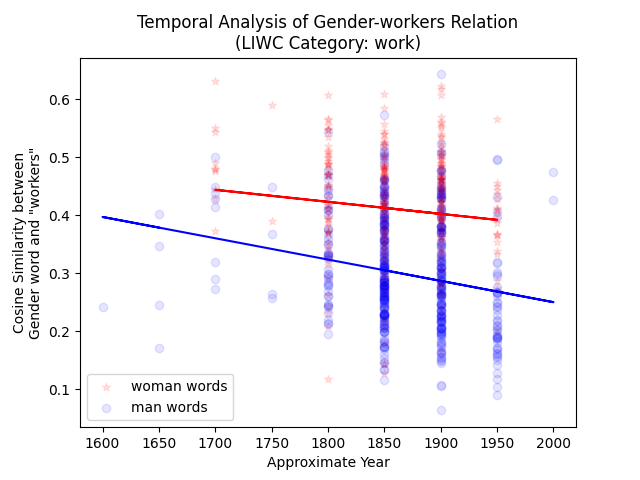 Temporal Analysis of Gender-workers Relation
(LIWC Category: work)
Cosine Similarity between
Gender word and "workers"
0.6
0.5
0.4
0.3
0.2
0.1
woman words
man words
1600 1650 1700 1750 1800 1850 1900 1950 2000
Approximate Year